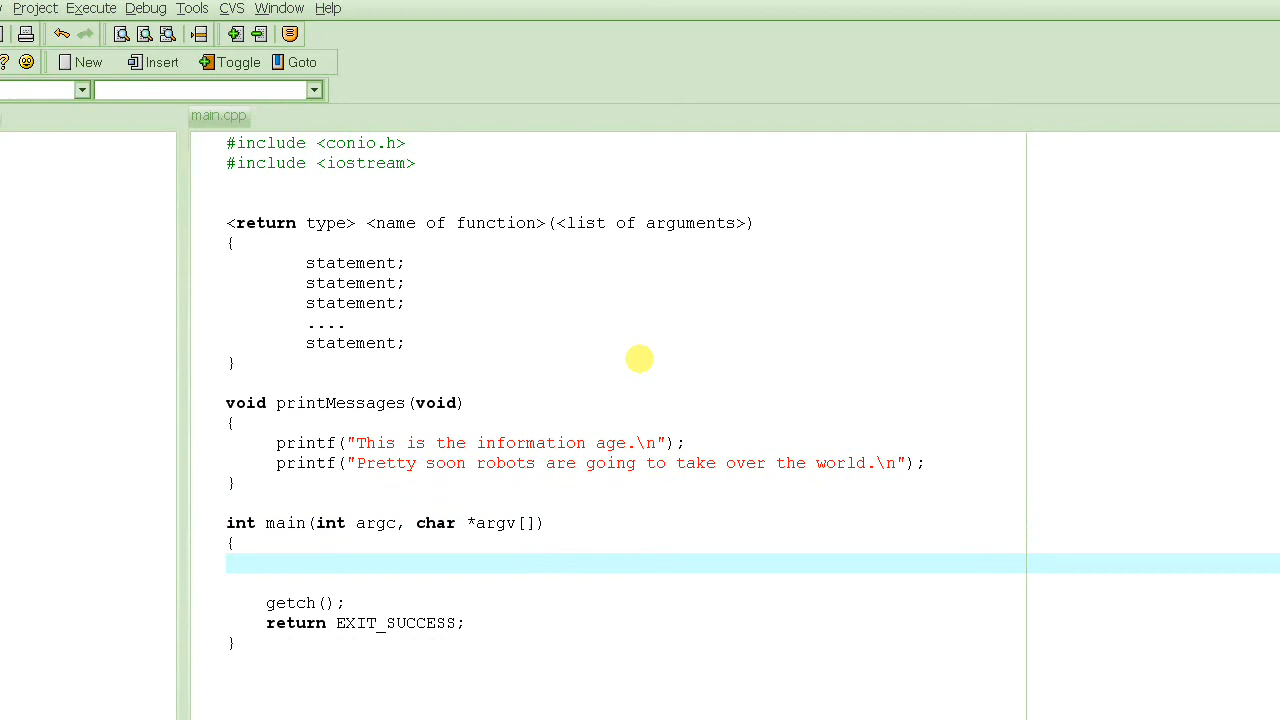 Project Execute Debug Tools CVS Window Help
New Insert Toggle Goto
main.cpp
#include <conio.h>
#include <iostream>
<return type> <name of function>(<list of arguments>)
{
statement;
statement;
statement;
....
statement;
}
void printMessages(void)
{
printf("This is the information age.\n");
printf("Pretty soon robots are going to take over the world.\n");
}
int main(int argc, char *argv[])
{
getch();
return EXIT_SUCCESS;
}